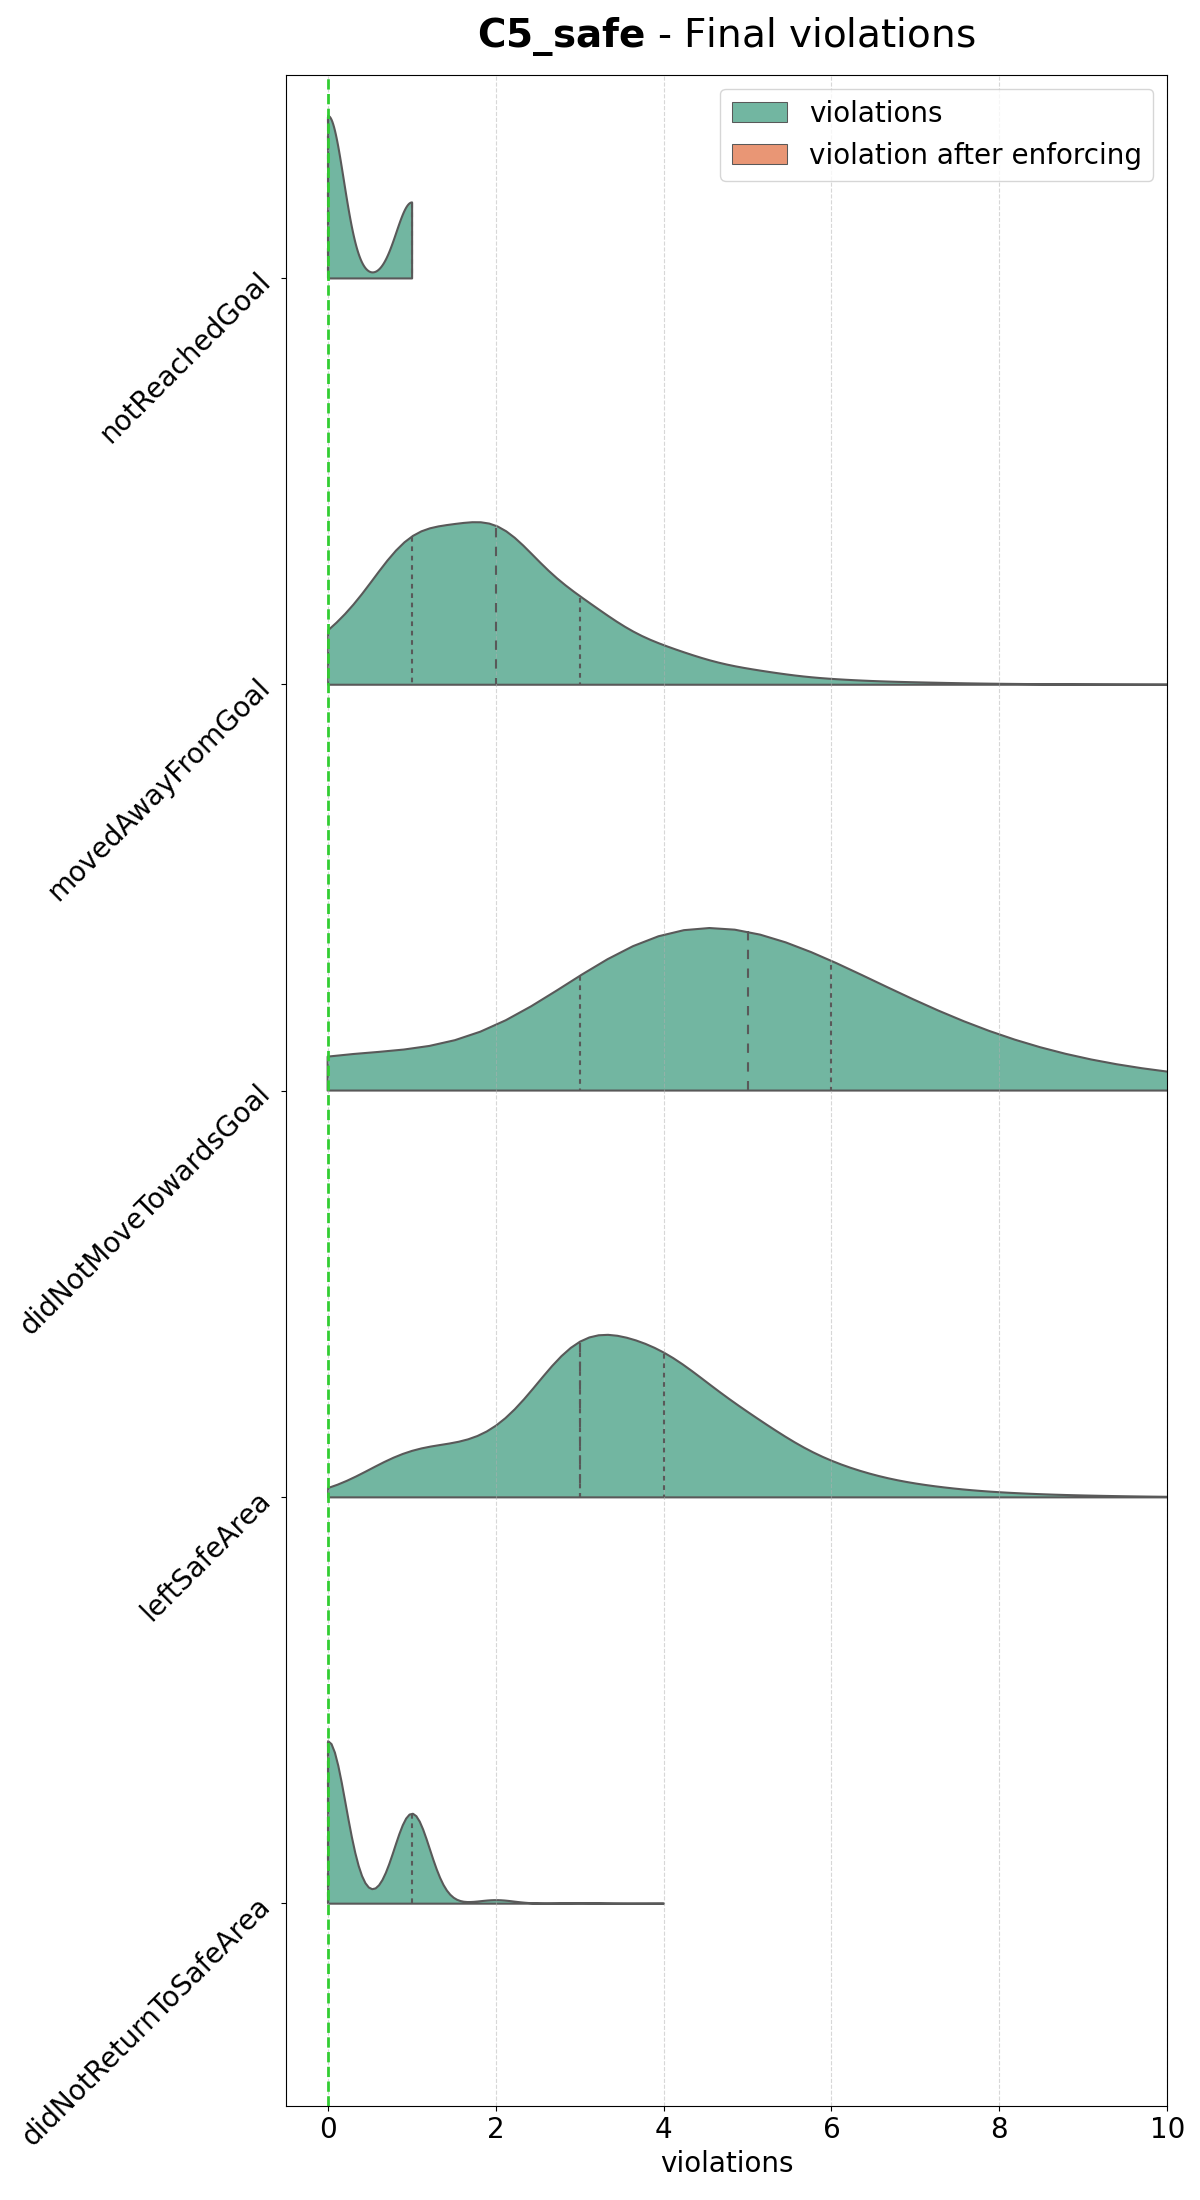 C5_safe - Final violations
violations
violation after enforcing
notReachedGoal
movedAwayFromGoal
didNotMoveTowardsGoal
leftSafeArea
didNotReturnToSafeArea
0 2 4 6 8 10
violations